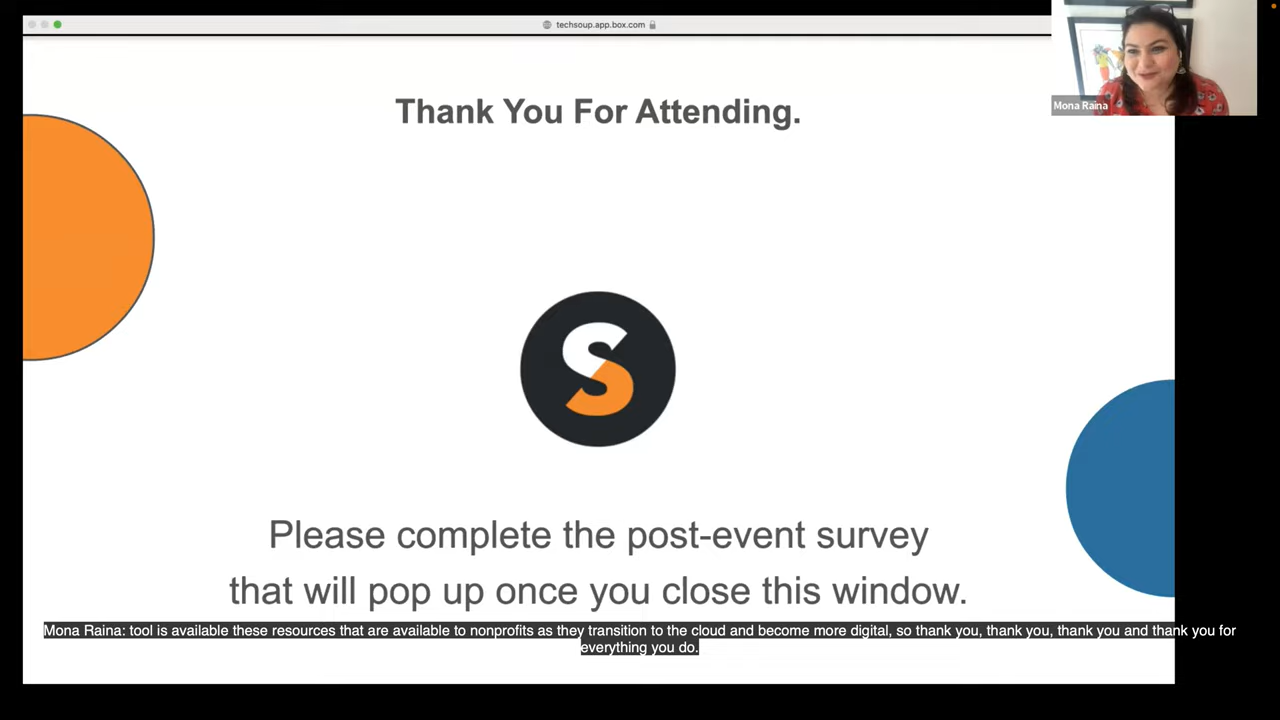 techsoup.app.box.com
Mona Raina
Thank You For Attending.
S
Please complete the post-event survey
that will pop up once you close this window.
Mona Raina: tool is available these resources that are available to nonprofits as they transition to the cloud and become more digital, so thank you, thank you, thank you and thank you for
everything you do.